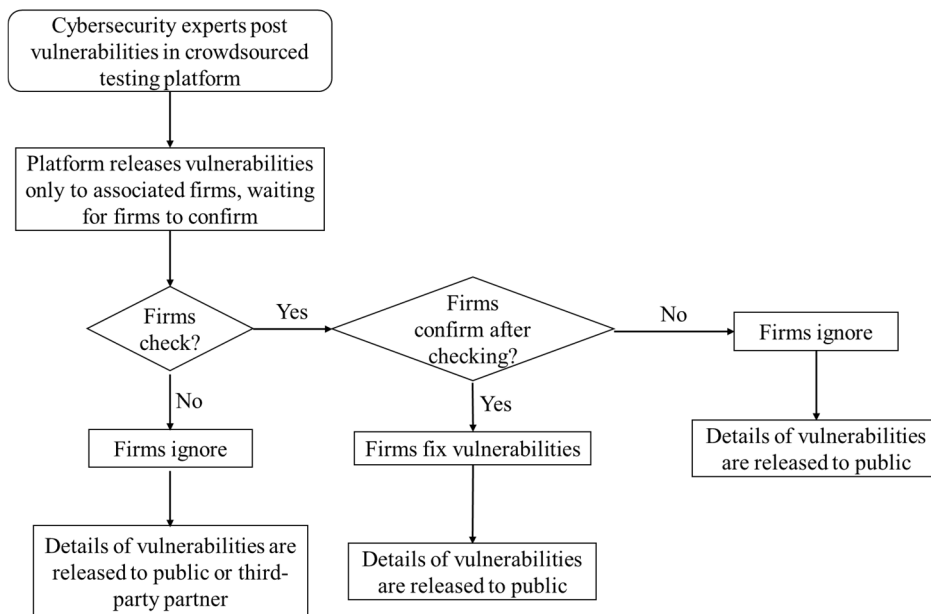 Cybersecurity experts post
vulnerabilities in crowdsourced
testing platform
Platform releases vulnerabilities
only to associated firms, waiting
for firms to confirm
Firms
check?
Yes
Firms
confirm after
checking?
No
Firms ignore
No
Yes
Firms ignore
Firms fix vulnerabilities
Details of vulnerabilities
are released to public
Details of vulnerabilities are
released to public or third-
party partner
Details of vulnerabilities
are released to public